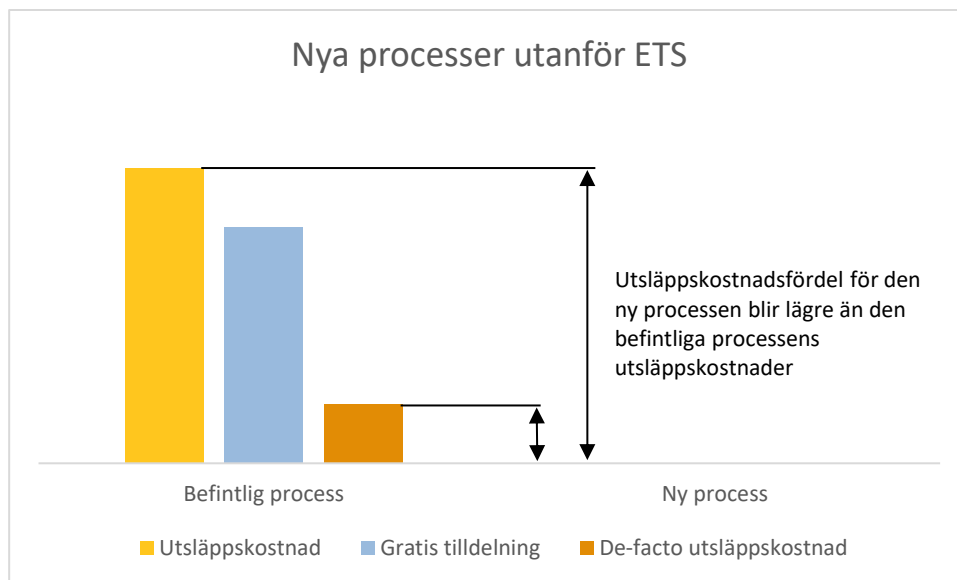 Nya processer utanför ETS
Utsläppskostnadsfördel för den
ny processen blir lägre än den
befintliga processens
utsläppskostnader
Befintlig process
Ny process
Utsläppskostnad
Gratis tilldelning
De-facto utsläppskostnad